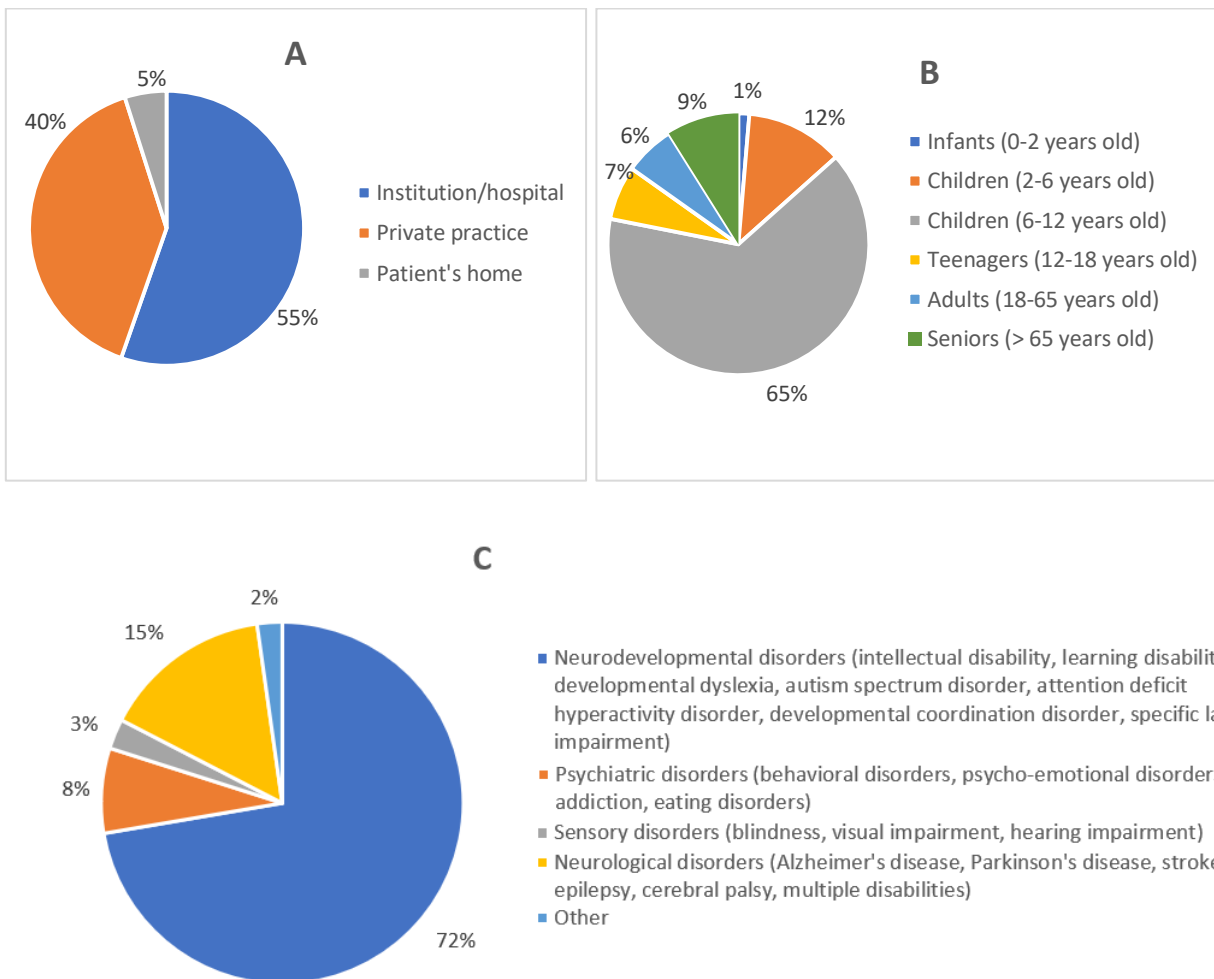 A
5%
40%
55%
Institution/hospital
Private practice
Patient's home
B
1%
9%
12%
6%
7%
65%
Infants (0-2 years old)
Children (2-6 years old)
Children (6-12 years old)
Teenagers (12-18 years old)
Adults (18-65 years old)
Seniors (> 65 years old)
C
2%
15%
3%
8%
72%
Neurodevelopmental disorders (intellectual disability, learning
developmental dyslexia, autism spectrum disorder, attention deficit
hyperactivity disorder, developmental coordination disorder, specific
impairment)
Psychiatric disorders (behavioral disorders, psycho-emotional
addiction, eating disorders)
Sensory disorders (blindness, visual impairment, hearing impairment)
Neurological disorders (Alzheimer's disease, Parkinson's disease, stroke
epilepsy, cerebral palsy, multiple disabilities)
Other